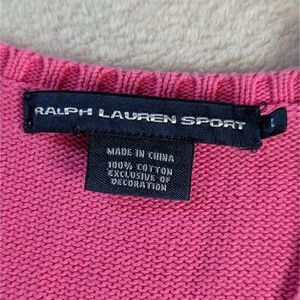 RALPH LAUREN SPORT
L
MADE IN CHINA
100% COTTON
EXCLUSIVE OF
DECORATION